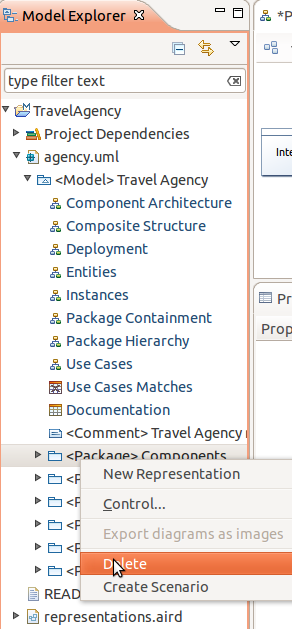 Model Explorer
*P
type filter text
TravelAgency
Project Dependencies
agency.uml
Inte
<Model> Travel Agency
Component Architecture
Composite Structure
Deployment
Entities
Instances
Package Containment
Pr
Package Hierarchy
Prop
Use Cases
Use Cases Matches
Documentation
<Comment> Travel Agency
<Package> Components
New Representation
<P
Control...
<P
Export diagrams as images
<P
<P
Delete
<P
Create Scenario
READ
representations.aird